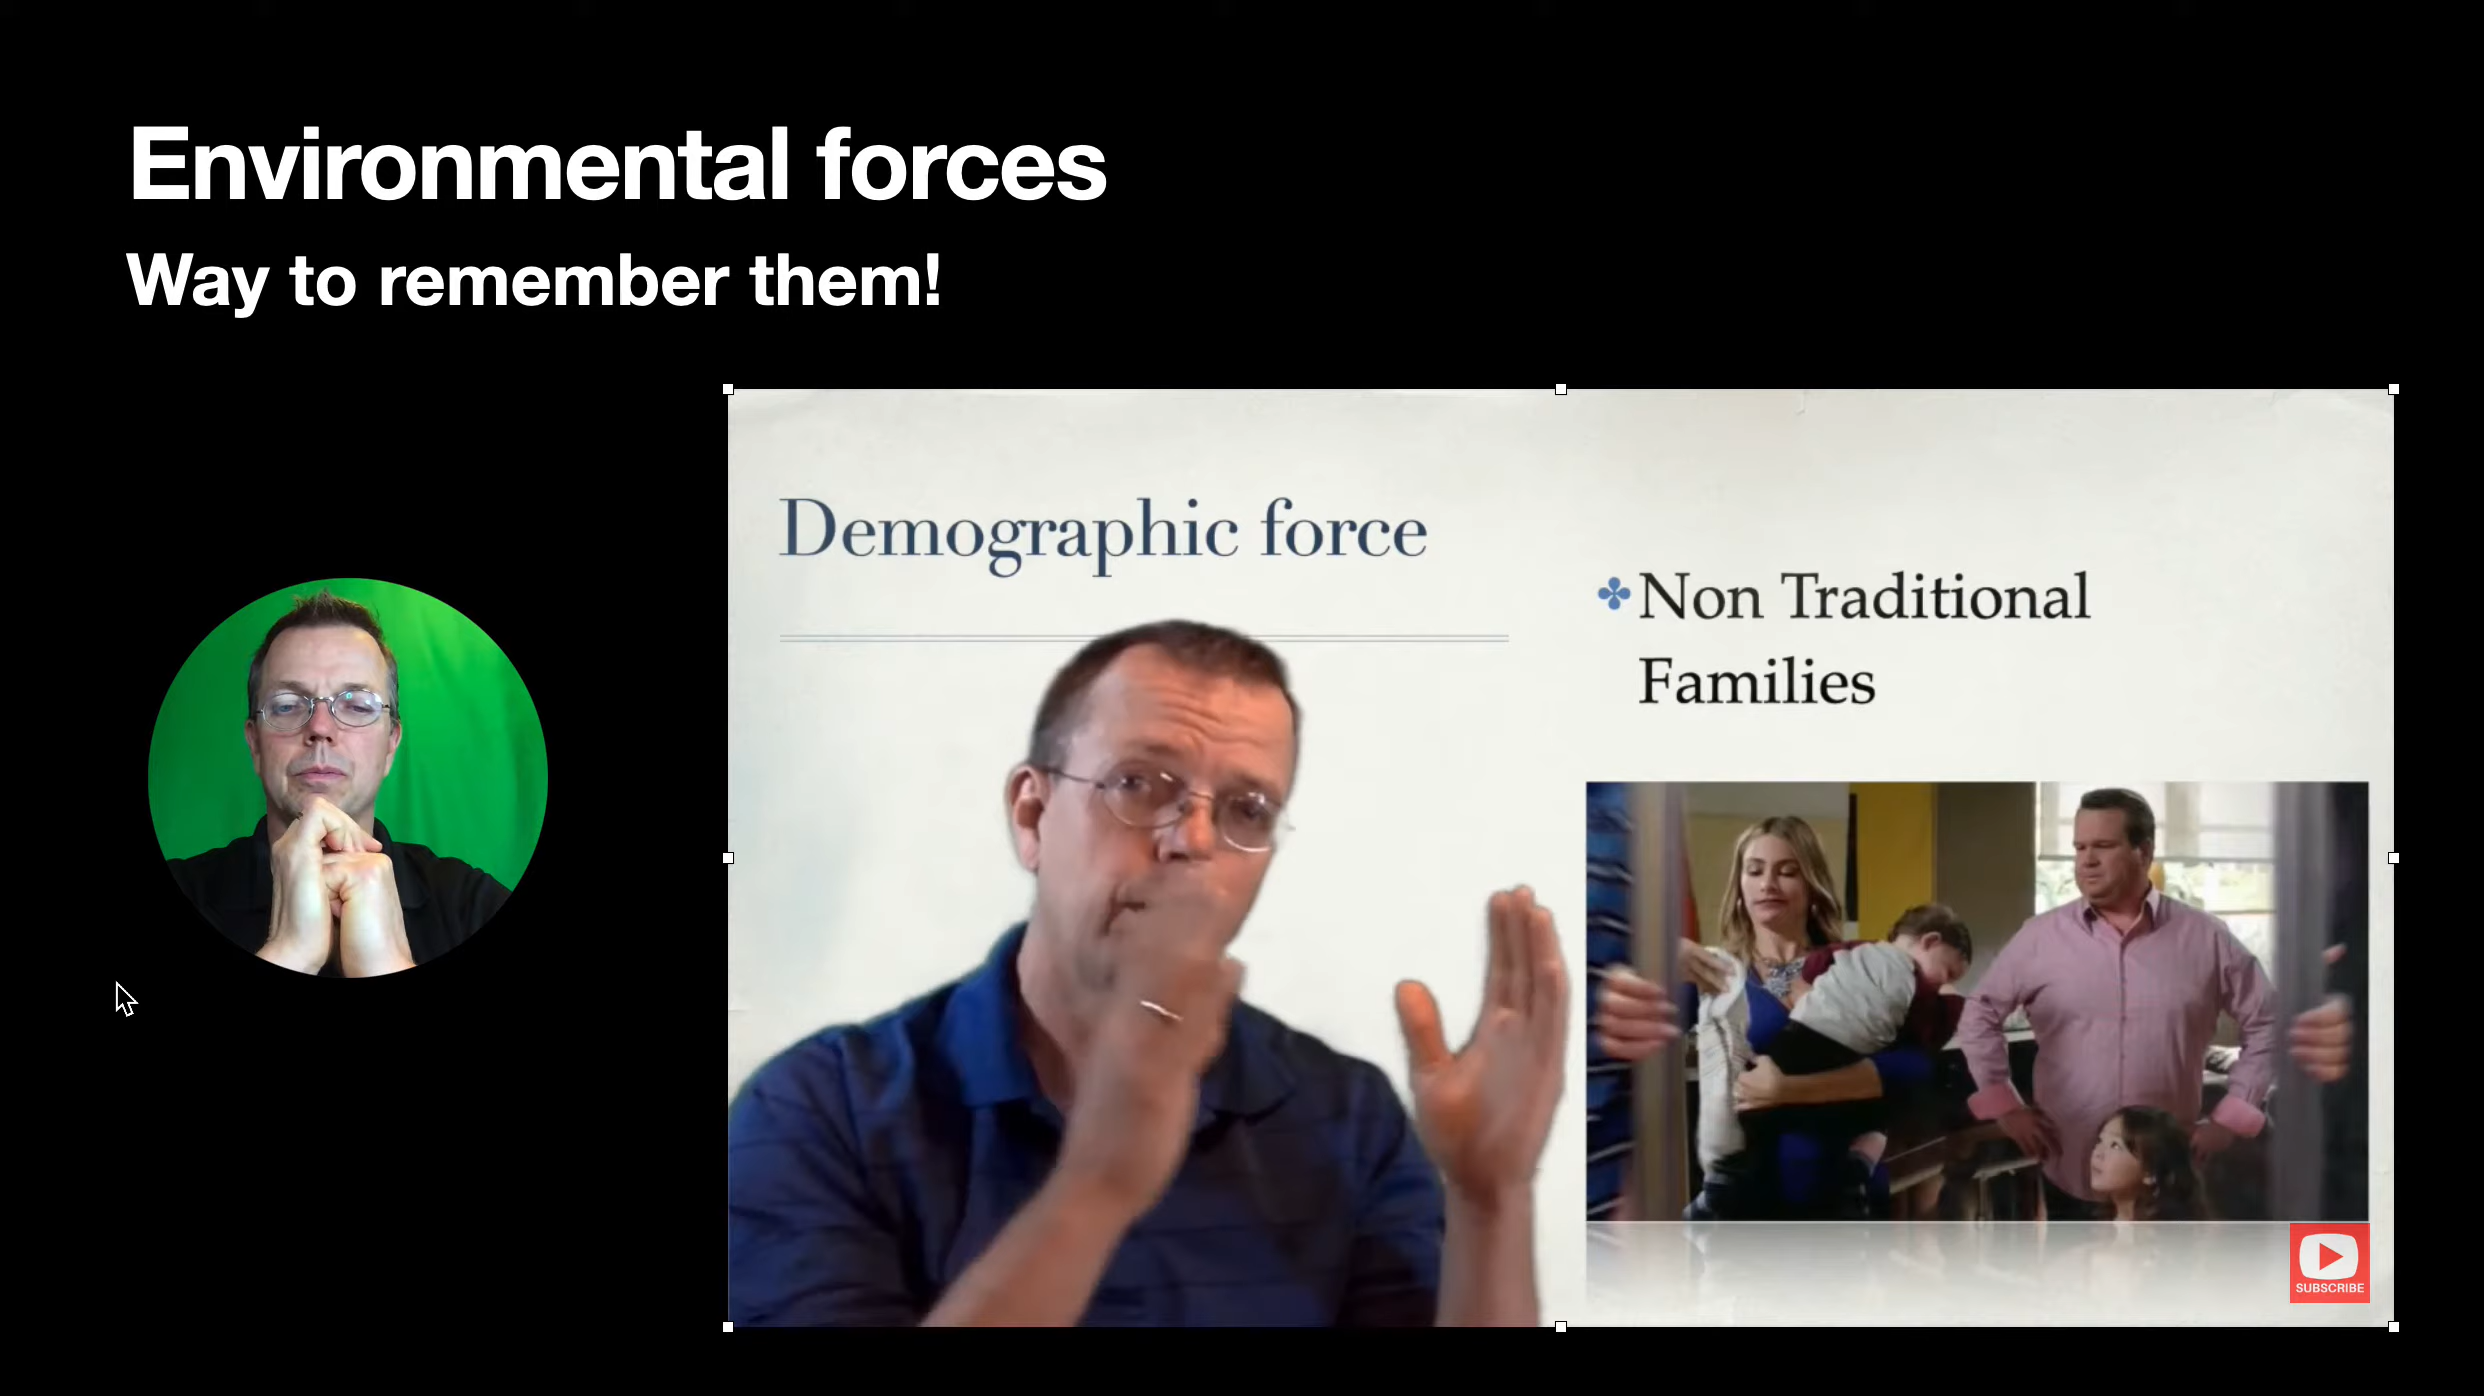 Environmental forces
Way to remember them!
Demographic force
Non Traditional
Families
SUBSCRIBE